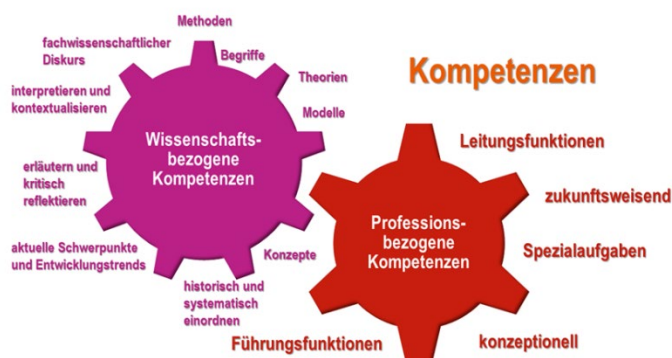 Methoden
fachwissenschaftlicher
Diskurs
Begriffe
Theorien
Kompetenzen
interpretieren und
kontextualisieren
Modelle
Wissenschafts-
bezogene
Kompetenzen
Leitungsfunktionen
erläutern und
kritisch
reflektieren
zukunftsweisend
Professions-
bezogene
Kompetenzen
aktuelle Schwerpunkte
und Entwicklungstrends
Konzepte
Spezialaufgaben
historisch und
systematisch
einordnen
Führungsfunktionen
konzeptionell